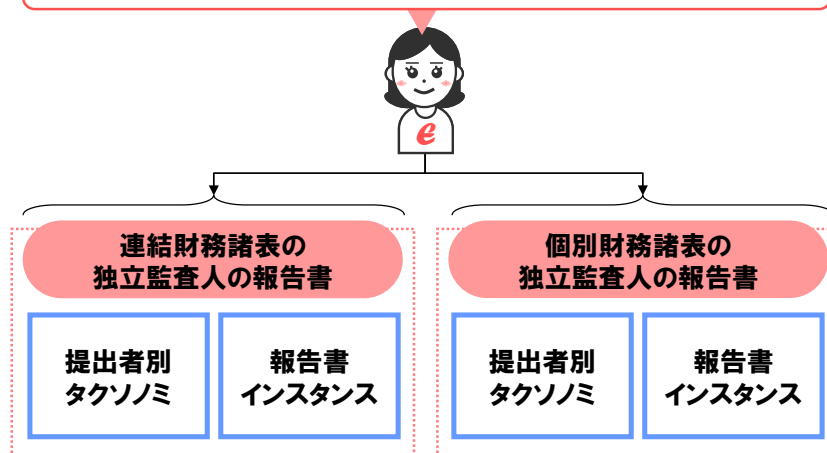 e
連結財務諸表の
独立監査人の報告書
個別財務諸表の
独立監査人の報告書
提出者別
タクソノミ
報告書
インスタンス
提出者別
タクソノミ
報告書
インスタンス